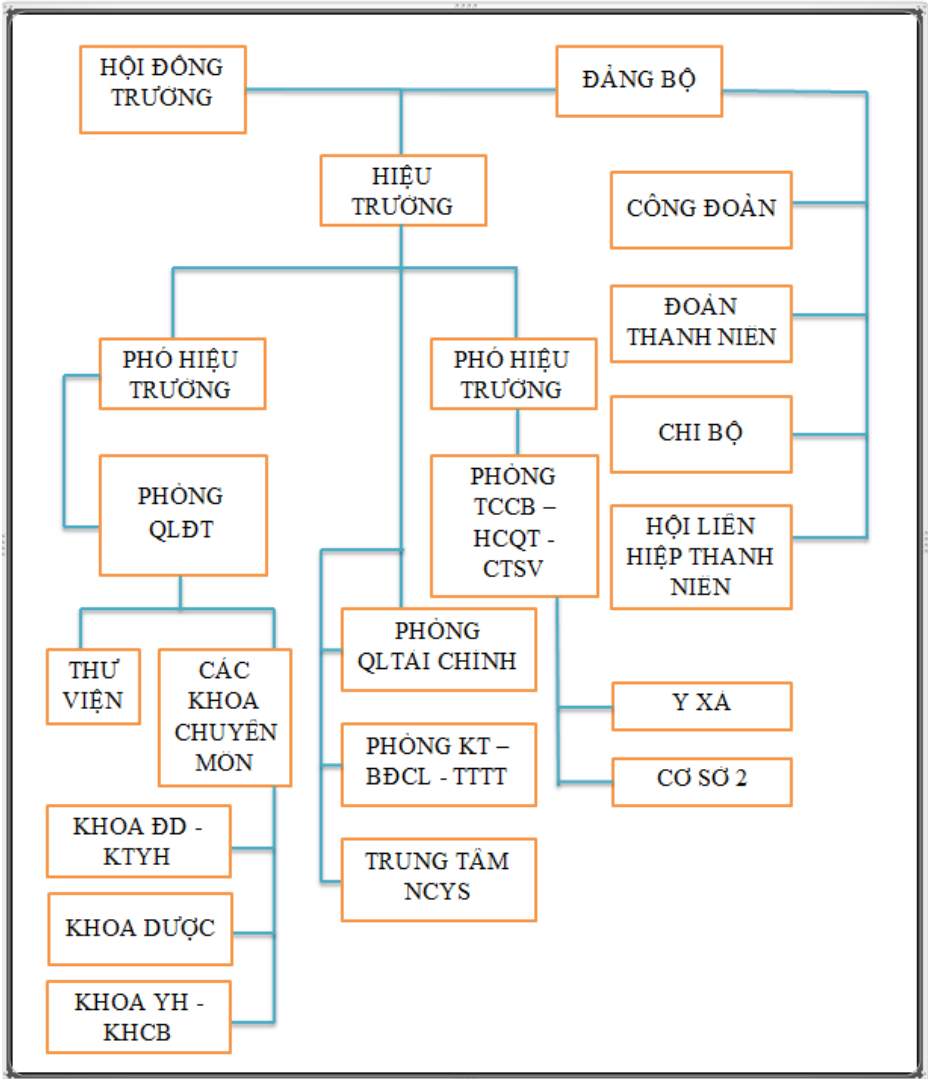 HỘI ĐỒNG
TRƯỜNG
ĐẢNG BỘ
HIỆU
TRƯỞNG
CÔNG ĐOÀN
ĐOÀN
THANH NIÊN
PHÓ HIỆU
TRƯỞNG
PHÓ HIỆU
TRƯỞNG
CHI BỘ
PHÒNG
QLĐT
PHÒNG
TCCB –
HCQT -
CTSV
HỘI LIÊN
HIỆP THANH
NIÊN
THƯ
VIỆN
CÁC
KHOA
CHUYÊN
MÔN
PHÒNG
QLTÀI CHÍNH
Y XÁ
PHÒNG KT –
BĐCL - TTTT
CƠ SỞ 2
KHOA ĐD -
KTYH
TRUNG TÂM
NCYS
KHOA DƯỢC
KHOA YH -
KHCB